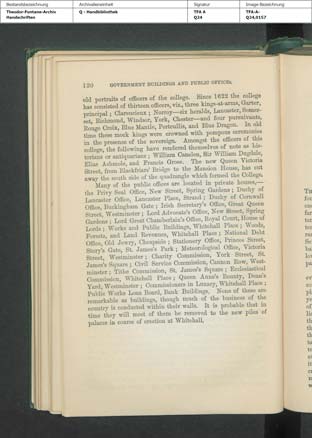 Bestandsbezeichnung
Theodor-Fontane-Archiv
Handschriften
Archivalieneinheit
Q - Handbibliothek
Signatur
TFA A
Q24
Image-Bezeichnung
TFA-A-
Q24,0157
120 GOVERNMENT BUILDINGS AND PUBLIC OFFICES.
old portraits of officers of the college. Since 1622 the college
has consisted of thirteen officers, viz., three kings-at-arms, Garter,
principal; Clarencieux; Norroy—six heralds, Lancaster, Somer-
set, Richmond, Windsor, York, Chester—and four pursuivants,
Rouge Croix, Blue Mantle, Portcullis, and Blue Dragon. In old
time these mock kings were crowned with pompous ceremonies
in the presence of the sovereign. Amongst the officers of this
college, the following have rendered themselves of note as his-
torians or antiquarians; William Camden, Sir William Dugdale,
Elias Ashmole, and Francis Grose. The new Queen Victoria
Street, from Blackfriars' Bridge to the Mansion House, has cut
away the south side of the quadrangle which formed the College.
Many of the public offices are located in private houses,—
the Privy Seal Office, New Street, Spring Gardens; Duchy of
Lancaster Office, Lancaster Place, Strand; Duchy of Cornwall
Office, Buckingham Gate; Irish Secretary's Office, Great Queen
Street, Westminster; Lord Advocate's Office, New Street, Spring
Gardens; Lord Great Chamberlain's Office, Royal Court, House of
Lords; Works and Public Buildings, Whitehall Place; Woods,
Forests, and Land Revenues, Whitehall Place; National Debt
Office, Old Jewry, Cheapside; Stationery Office, Princes Street,
Story's Gate, St. James's Park; Meteorological Office, Victoria
Street, Westminster; Charity Commission, York Street, St.
James's Square; Civil Service Commission, Cannon Row, West-
minster; Tithe Commission, St. James's Square; Ecclesiastical
Commission, Whitehall Place; Queen Anne's Bounty, Dean's
Yard, Westminster; Commissioners in Lunacy, Whitehall Place;
Public Works Loan Board, Bank Buildings. None of these are
remarkable as buildings, though much of the business of the
country is conducted within their walls. It is probable that in
time they will most of them be removed to the new piles of
palaces in course of erection at Whitehall.